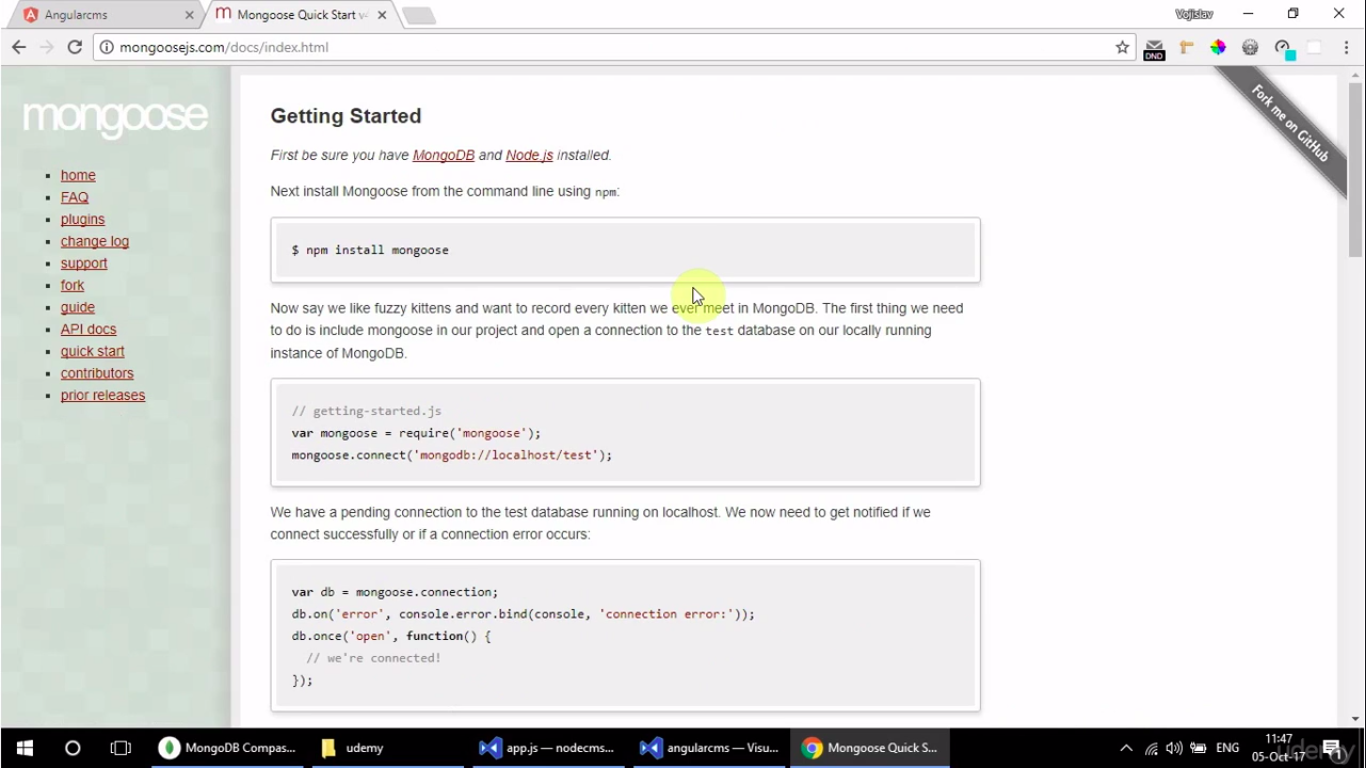 Angularcms
Mongoose Quick Start v4
Vojislav
mongoosejs.com/docs/index.html
DND
mongoose
home
FAQ
plugins
change log
support
fork
guide
API docs
quick start
contributors
prior releases
Fork me on GitHub
Getting Started
First be sure you have MongoDB and Node.js installed.
Next install Mongoose from the command line using npm:
$ npm install mongoose
Now say we like fuzzy kittens and want to record every kitten we ever meet in MongoDB. The first thing we need
to do is include mongoose in our project and open a connection to the test database on our locally running
instance of MongoDB.
// getting-started.js
var mongoose = require('mongoose');
mongoose.connect('mongodb://localhost/test');
We have a pending connection to the test database running on localhost. We now need to get notified if we
connect successfully or if a connection error occurs:
var db = mongoose.connection;
db.on('error', console.error.bind(console, 'connection error:'));
db.once('open', function() {
// we're connected!
});
MongoDB Compas...
udemy
app.js — nodecms...
angularcms — Visu...
Mongoose Quick S...
ENG
11:47
05-Oct-17
1
udemy